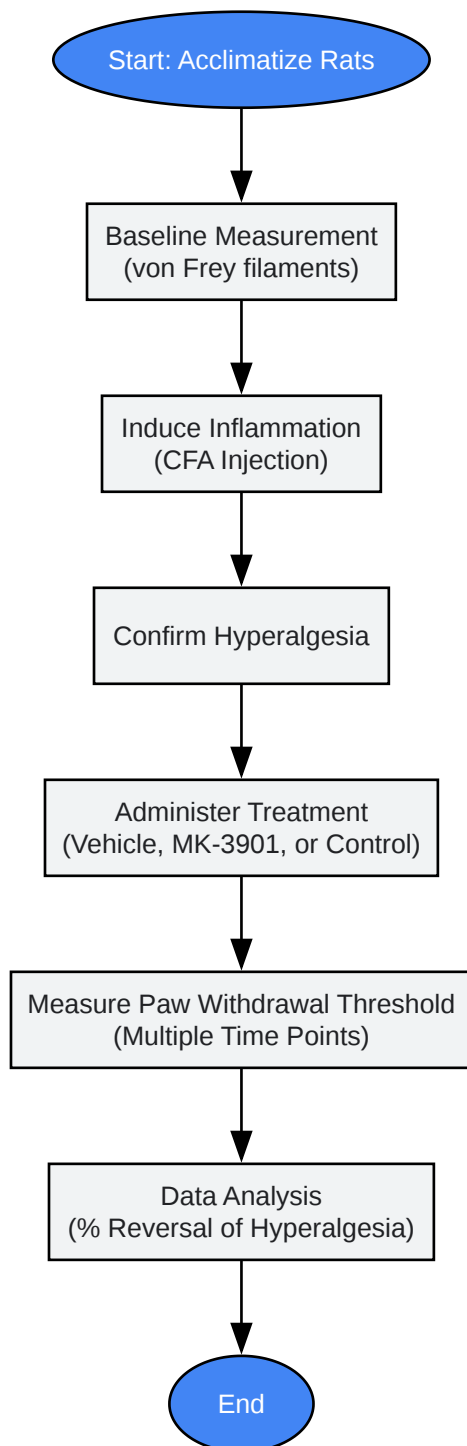 Start: Acclimatize Rats
Baseline Measurement
(von Frey filaments)
Induce Inflammation
(CFA Injection)
Confirm Hyperalgesia
Administer Treatment
(Vehicle, MK-3901, or Control)
Measure Paw Withdrawal Threshold
(Multiple Time Points)
Data Analysis
(% Reversal of Hyperalgesia)
End